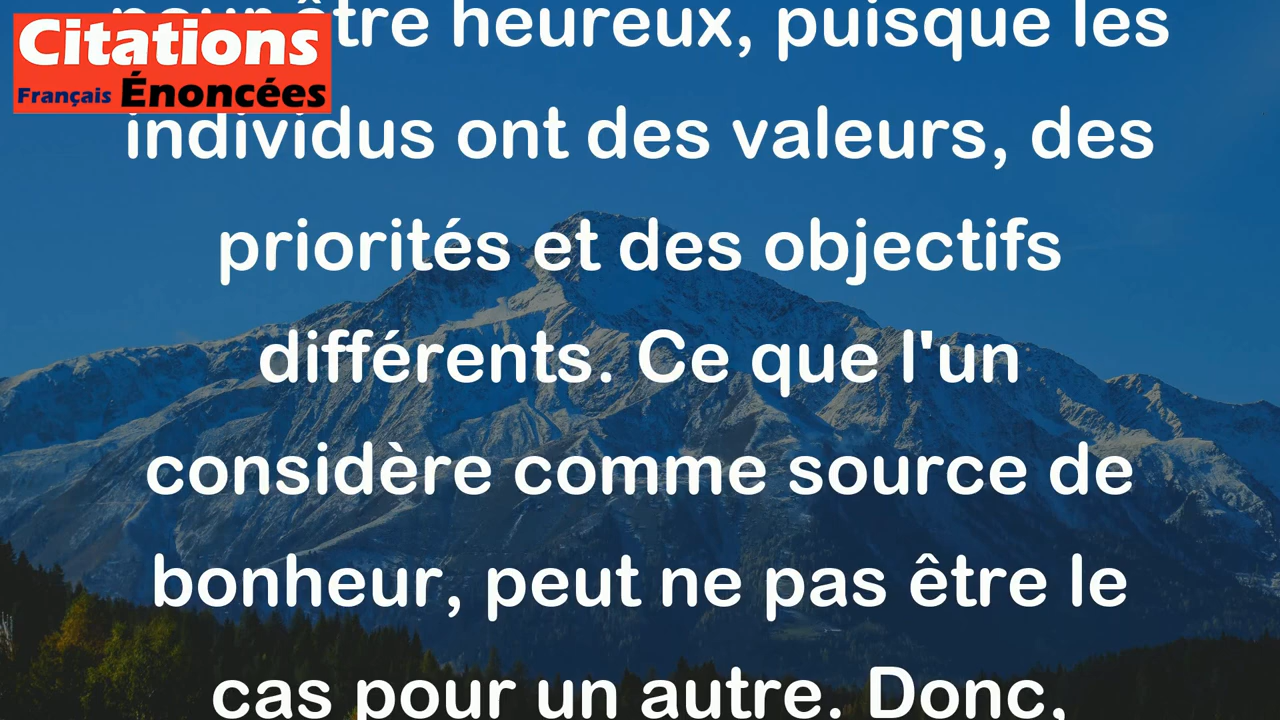 Citations
Français Énoncées
pour être heureux, puisque les
individus ont des valeurs, des
priorités et des objectifs
différents. Ce que l'un
considère comme source de
bonheur, peut ne pas être le
cas pour un autre. Donc,